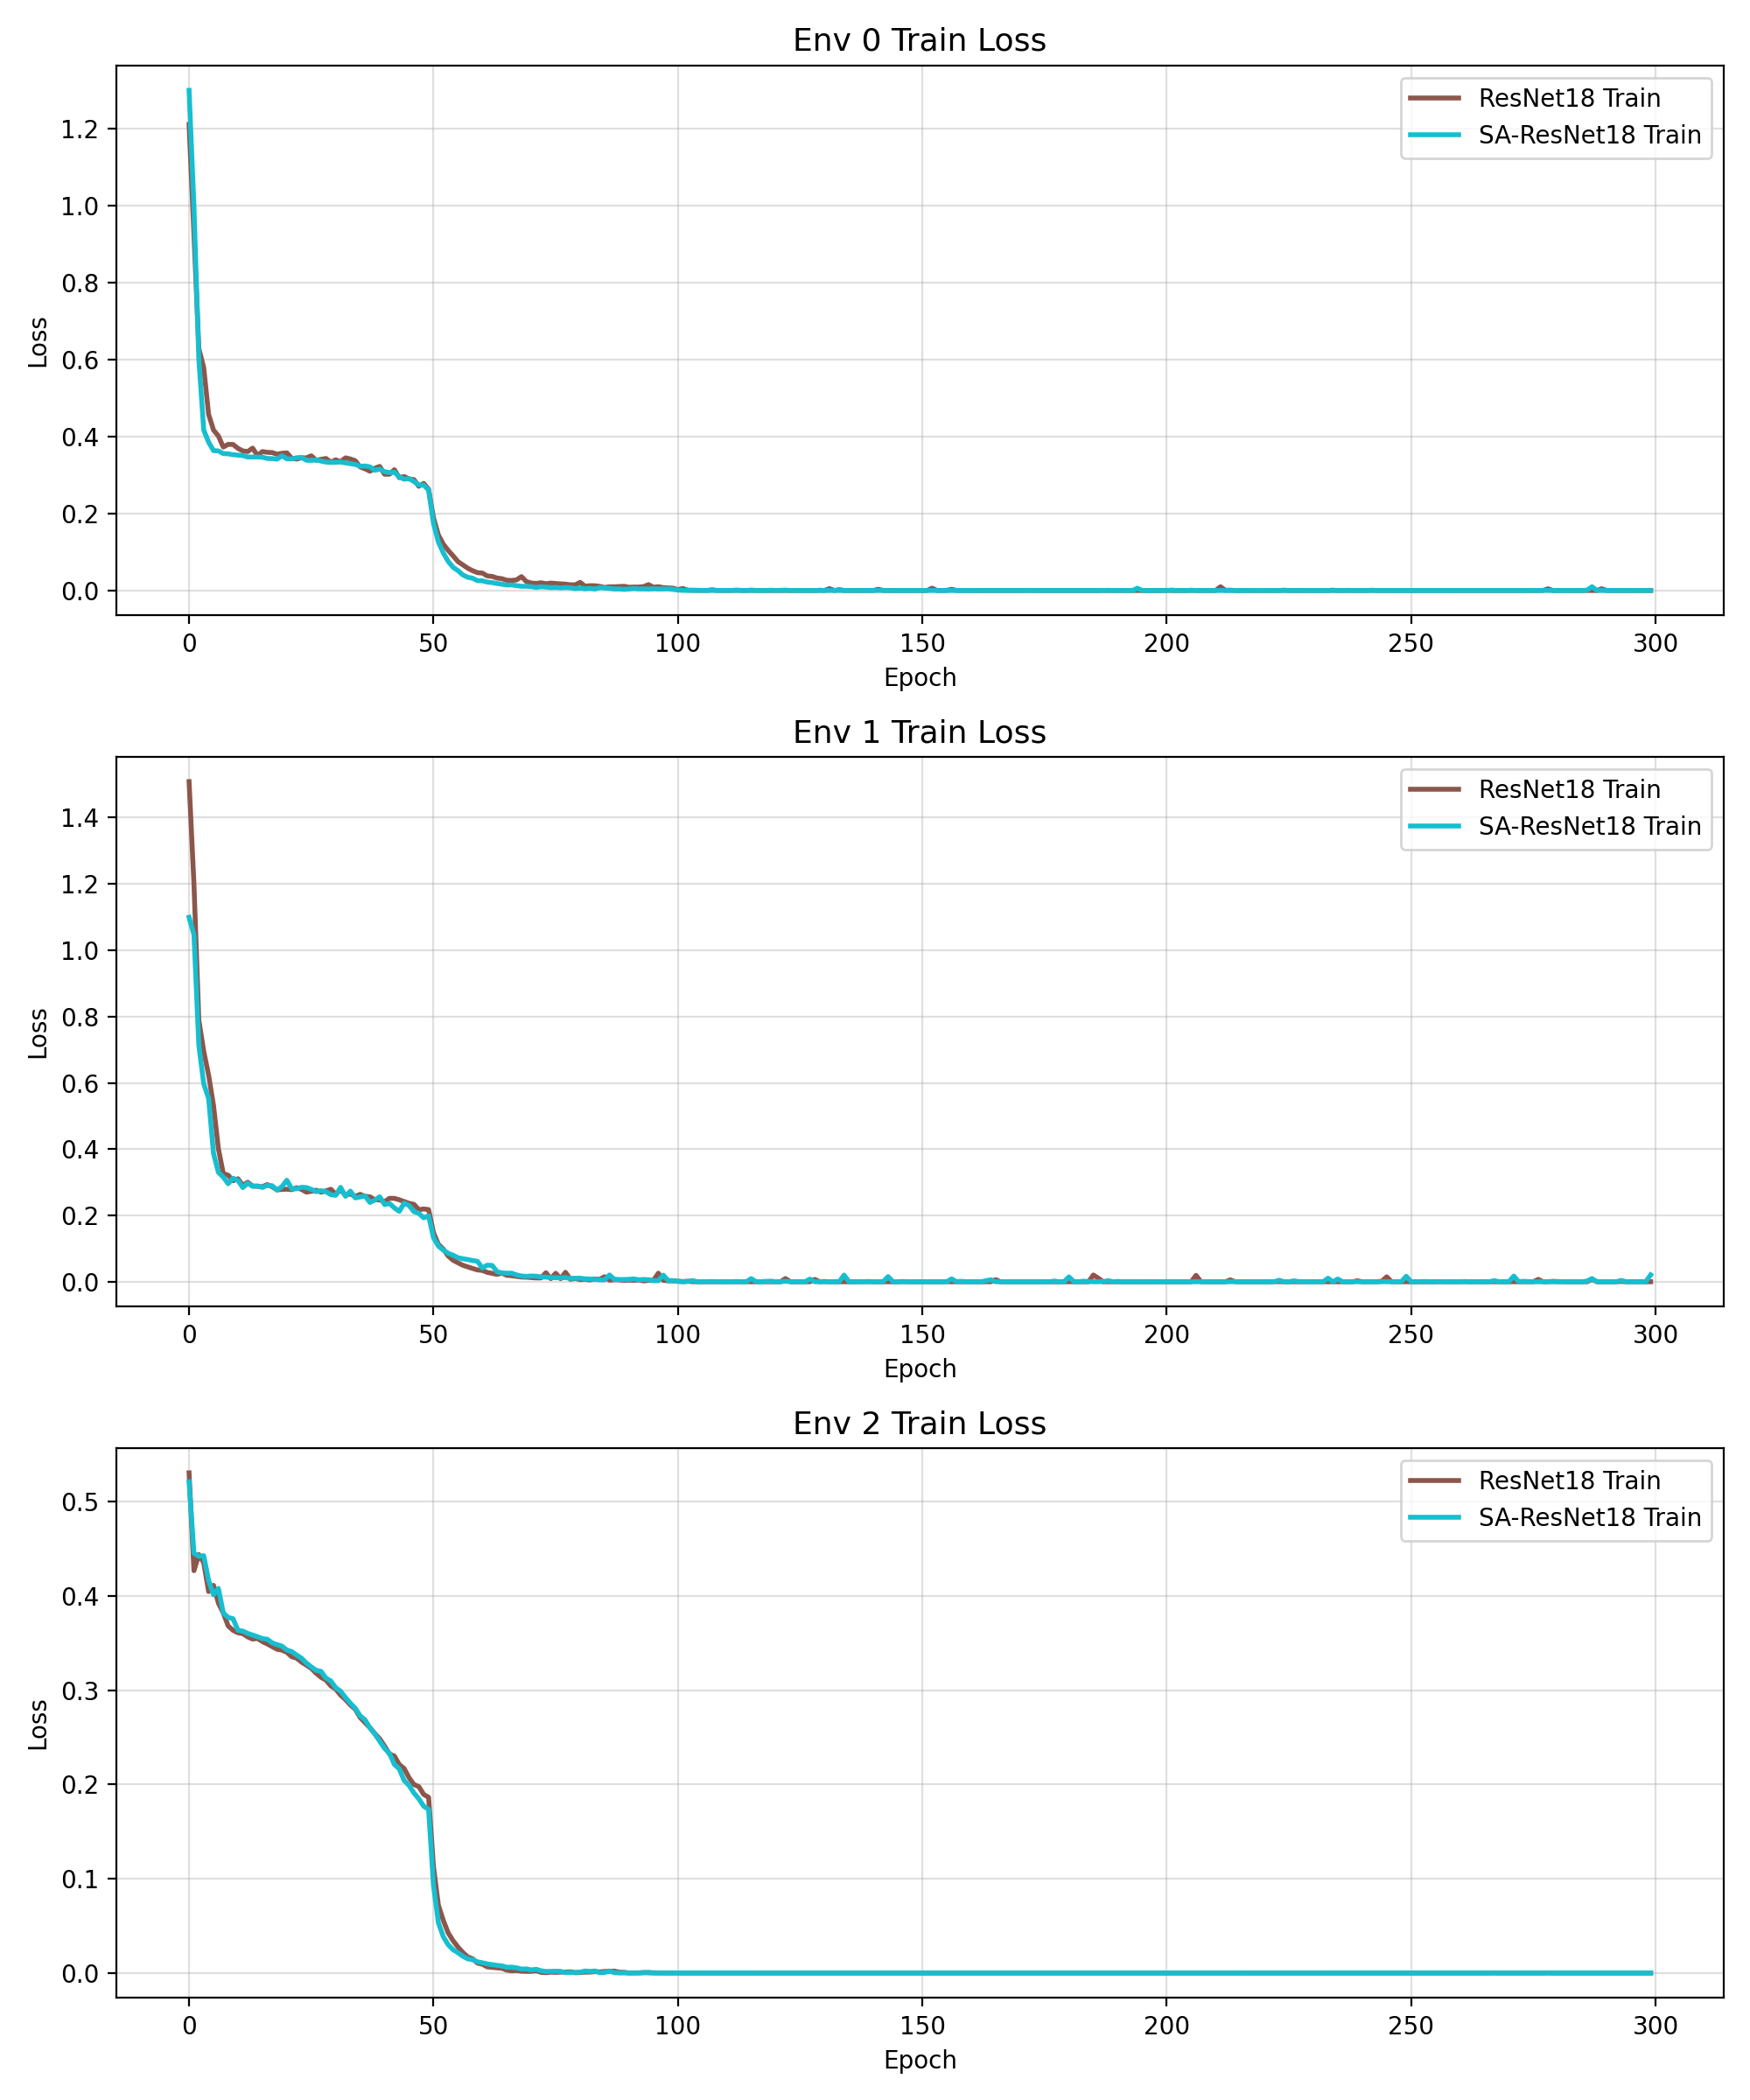 Env 0 Train Loss
ResNet18 Train
SA-ResNet18 Train
Loss
1.2
1.0
0.8
0.6
0.4
0.2
0.0
0 50 100 150 200 250 300
Epoch
Env 1 Train Loss
ResNet18 Train
SA-ResNet18 Train
Loss
1.4
1.2
1.0
0.8
0.6
0.4
0.2
0.0
0 50 100 150 200 250 300
Epoch
Env 2 Train Loss
ResNet18 Train
SA-ResNet18 Train
Loss
0.5
0.4
0.3
0.2
0.1
0.0
0 50 100 150 200 250 300
Epoch